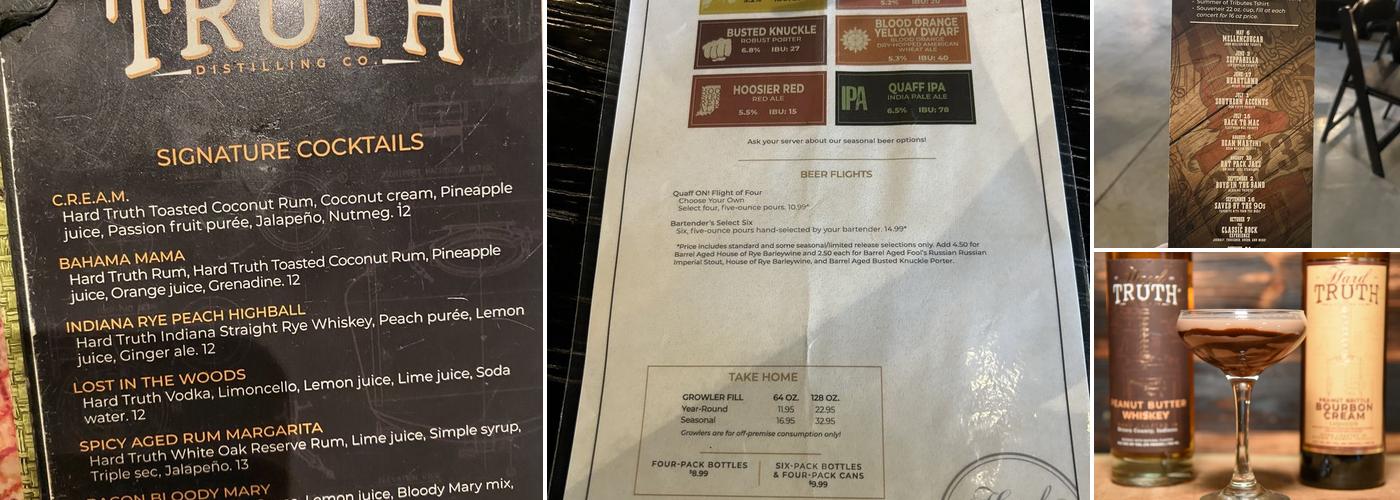 TRUTH
DISTILLING CO.
SIGNATURE COCKTAILS
C.R.E.A.M.
Hard Truth Toasted Coconut Rum, Coconut cream, Pineapple
juice, Passion fruit purée, Jalapeño, Nutmeg. 12
BAHAMA MAMA
Hard Truth Rum, Hard Truth Toasted Coconut Rum, Pineapple
juice, Orange juice, Grenadine. 12
INDIANA RYE PEACH HIGHBALL
Hard Truth Indiana Straight Rye Whiskey, Peach purée, Lemon
juice, Ginger ale. 12
LOST IN THE WOODS
Hard Truth Vodka, Limoncello, Lemon juice, Lime juice, Soda
water. 12
SPICY AGED RUM MARGARITA
Hard Truth White Oak Reserve Rum, Lime juice, Simple syrup,
Triple sec, Jalapeño. 13
BACON BLOODY MARY
Lemon juice, Bloody Mary mix,
BUSTED KNUCKLE
ROBUST PORTER
6.8% IBU: 27
BLOOD ORANGE
YELLOW DWARF
BLOOD ORANGE
DRY-HOPPED AMERICAN
WHEAT ALE
5.3% IBU: 40
HOOSIER RED
RED ALE
5.5% IBU: 15
IPA
QUAFF IPA
INDIA PALE ALE
6.5% IBU: 78
Ask your server about our seasonal beer options!
BEER FLIGHTS
Quaff ON! Flight of Four
Choose Your Own
Select four, five-ounce pours. 10.99*
Bartender's Select Six
Six, five-ounce pours hand-selected by your bartender. 14.99*
*Price includes standard and some seasonal/limited release selections only. Add 4.50 for
Barrel Aged House of Rye Barleywine and 2.50 each for Barrel Aged Fool's Russian Russian
Imperial Stout, House of Rye Barleywine, and Barrel Aged Busted Knuckle Porter.
TAKE HOME
GROWLER FILL 64 OZ. 128 OZ.
Year-Round 11.95 22.95
Seasonal 16.95 32.95
Growlers are for off-premise consumption only!
FOUR-PACK BOTTLES
$8.99
SIX-PACK BOTTLES
& FOUR-PACK CANS
$9.99
Summer of Tributes Tshirt
Souveneir 22 oz. cup, fill at each
concert for 16 oz price.
MAY 6
MELLENCOUGAR
ZEPPARELLA
JUNE 17
HEARTLAND
JULY 1
SOUTHERN ACCENTS
JULY 15
BACK TO MAC
DEAN MARTINI
RAT PACK JAZZ
SEPTEMBER 2
BOYS IN THE BAND
SEPTEMBER 16
SAVED BY THE 90S
OCTOBER 7
THE
CLASSIC ROCK
EXPERIENCE
Hard
TRUTH
PEANUT BUTTER
WHISKEY
Brown County, Indiana
Hard
TRUTH
PEANUT BRITTLE
BOURBON
CREAM